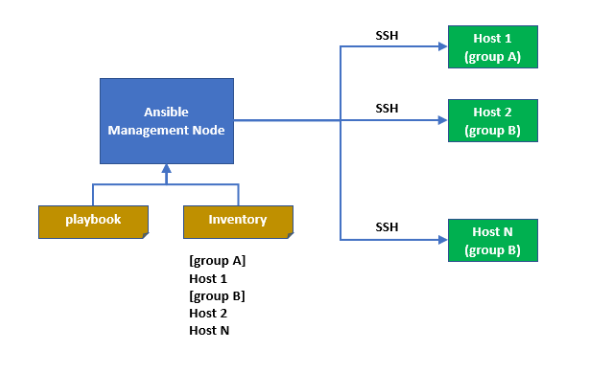 SSH
Host 1
(group A)
Ansible
Management Node
SSH
Host 2
(group B)
playbook
Inventory
SSH
Host N
(group B)
[group A]
Host 1
[group B]
Host 2
Host N